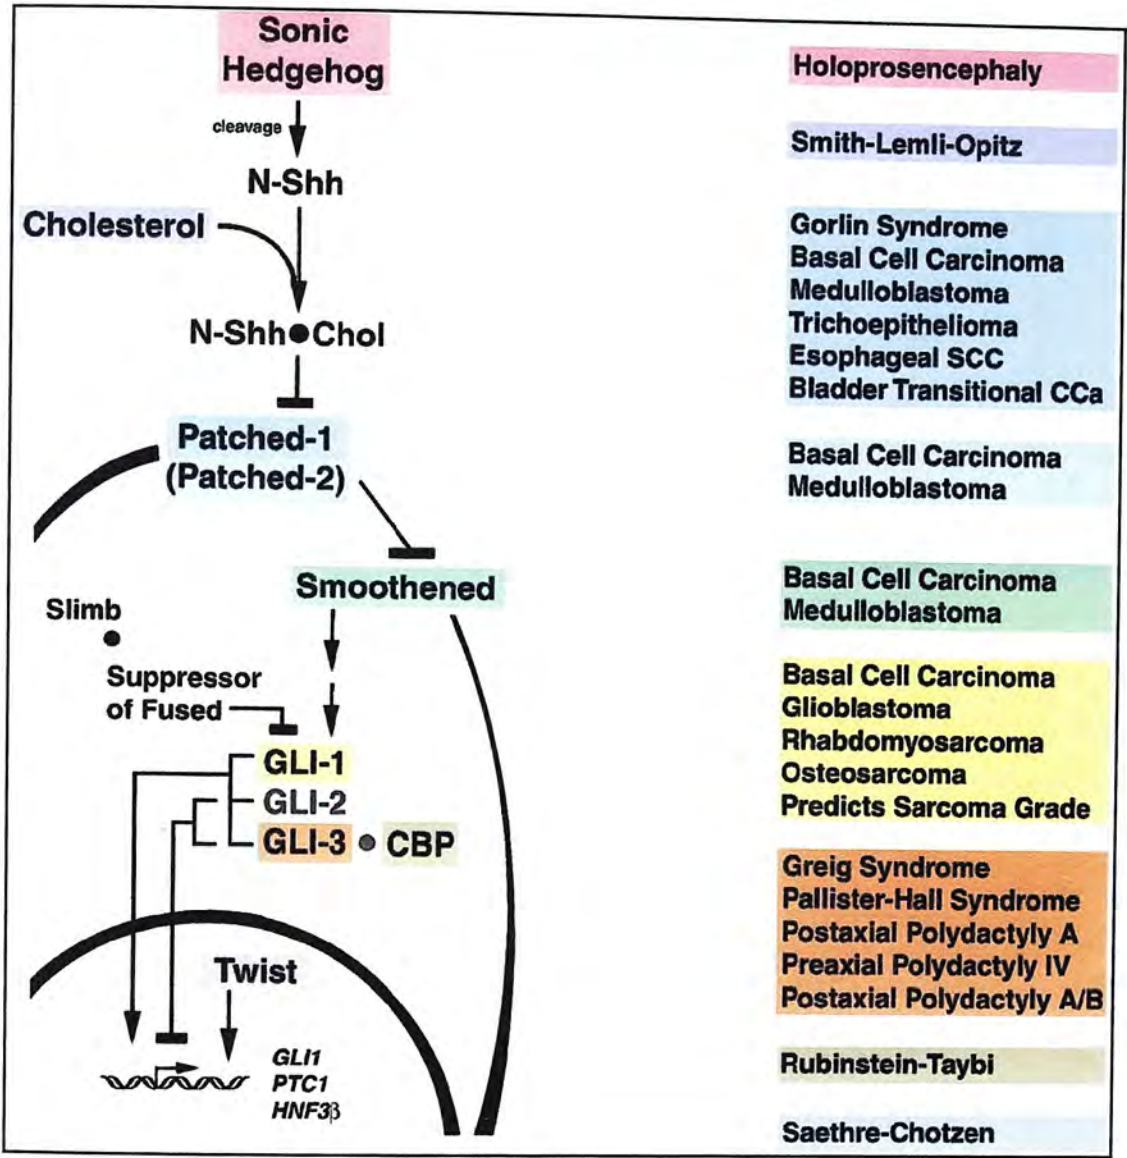 Sonic
Hedgehog
cleavage
N-Shh
Cholesterol
N-Shh●Chol
Patched-1
(Patched-2)
Smoothened
Slimb
Suppressor
of Fused
GLI-1
GLI-2
GLI-3 ● CBP
Twist
GLI1
PTC1
HNF3β
Holoprosencephaly
Smith-Lemli-Opitz
Gorlin Syndrome
Basal Cell Carcinoma
Medulloblastoma
Trichoepithelioma
Esophageal SCC
Bladder Transitional CCa
Basal Cell Carcinoma
Medulloblastoma
Basal Cell Carcinoma
Medulloblastoma
Basal Cell Carcinoma
Glioblastoma
Rhabdomyosarcoma
Osteosarcoma
Predicts Sarcoma Grade
Greig Syndrome
Pallister-Hall Syndrome
Postaxial Polydactyly A
Preaxial Polydactyly IV
Postaxial Polydactyly A/B
Rubinstein-Taybi
Saethre-Chotzen